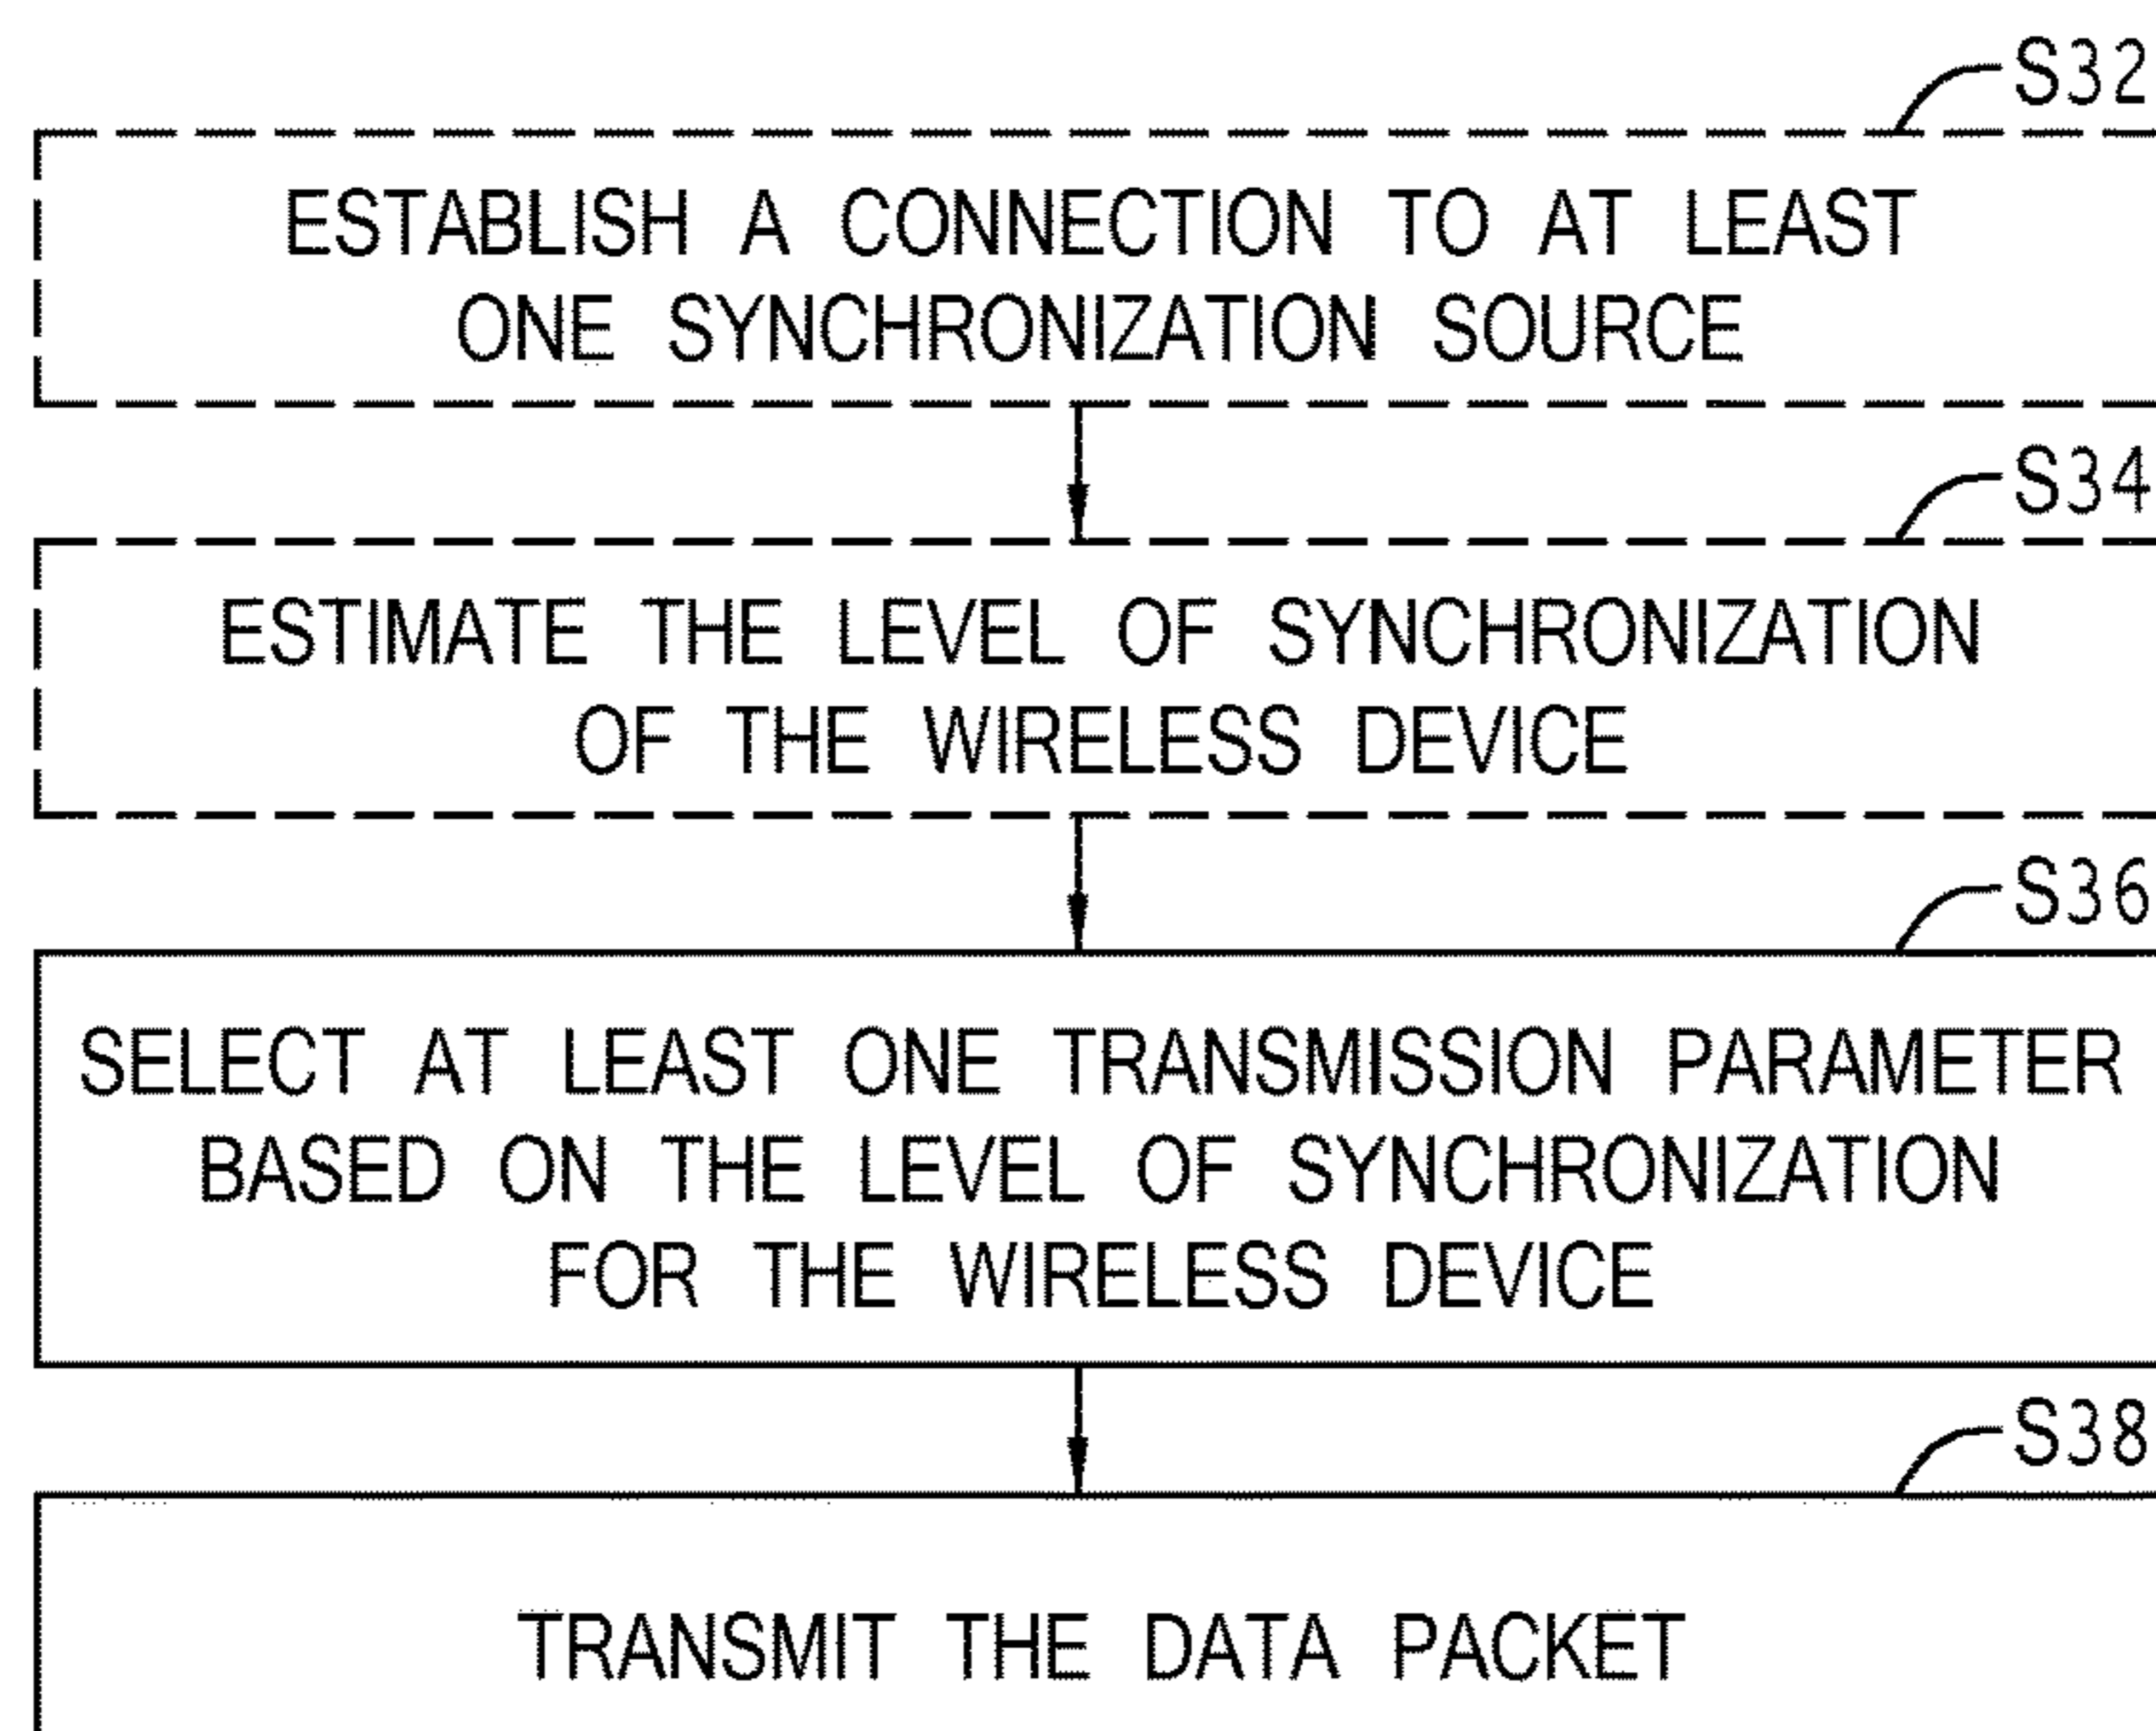 S32
ESTABLISH A CONNECTION TO AT LEAST
ONE SYNCHRONIZATION SOURCE
S34
ESTIMATE THE LEVEL OF SYNCHRONIZATION
OF THE WIRELESS DEVICE
S36
SELECT AT LEAST ONE TRANSMISSION PARAMETER
BASED ON THE LEVEL OF SYNCHRONIZATION
FOR THE WIRELESS DEVICE
S38
TRANSMIT THE DATA PACKET